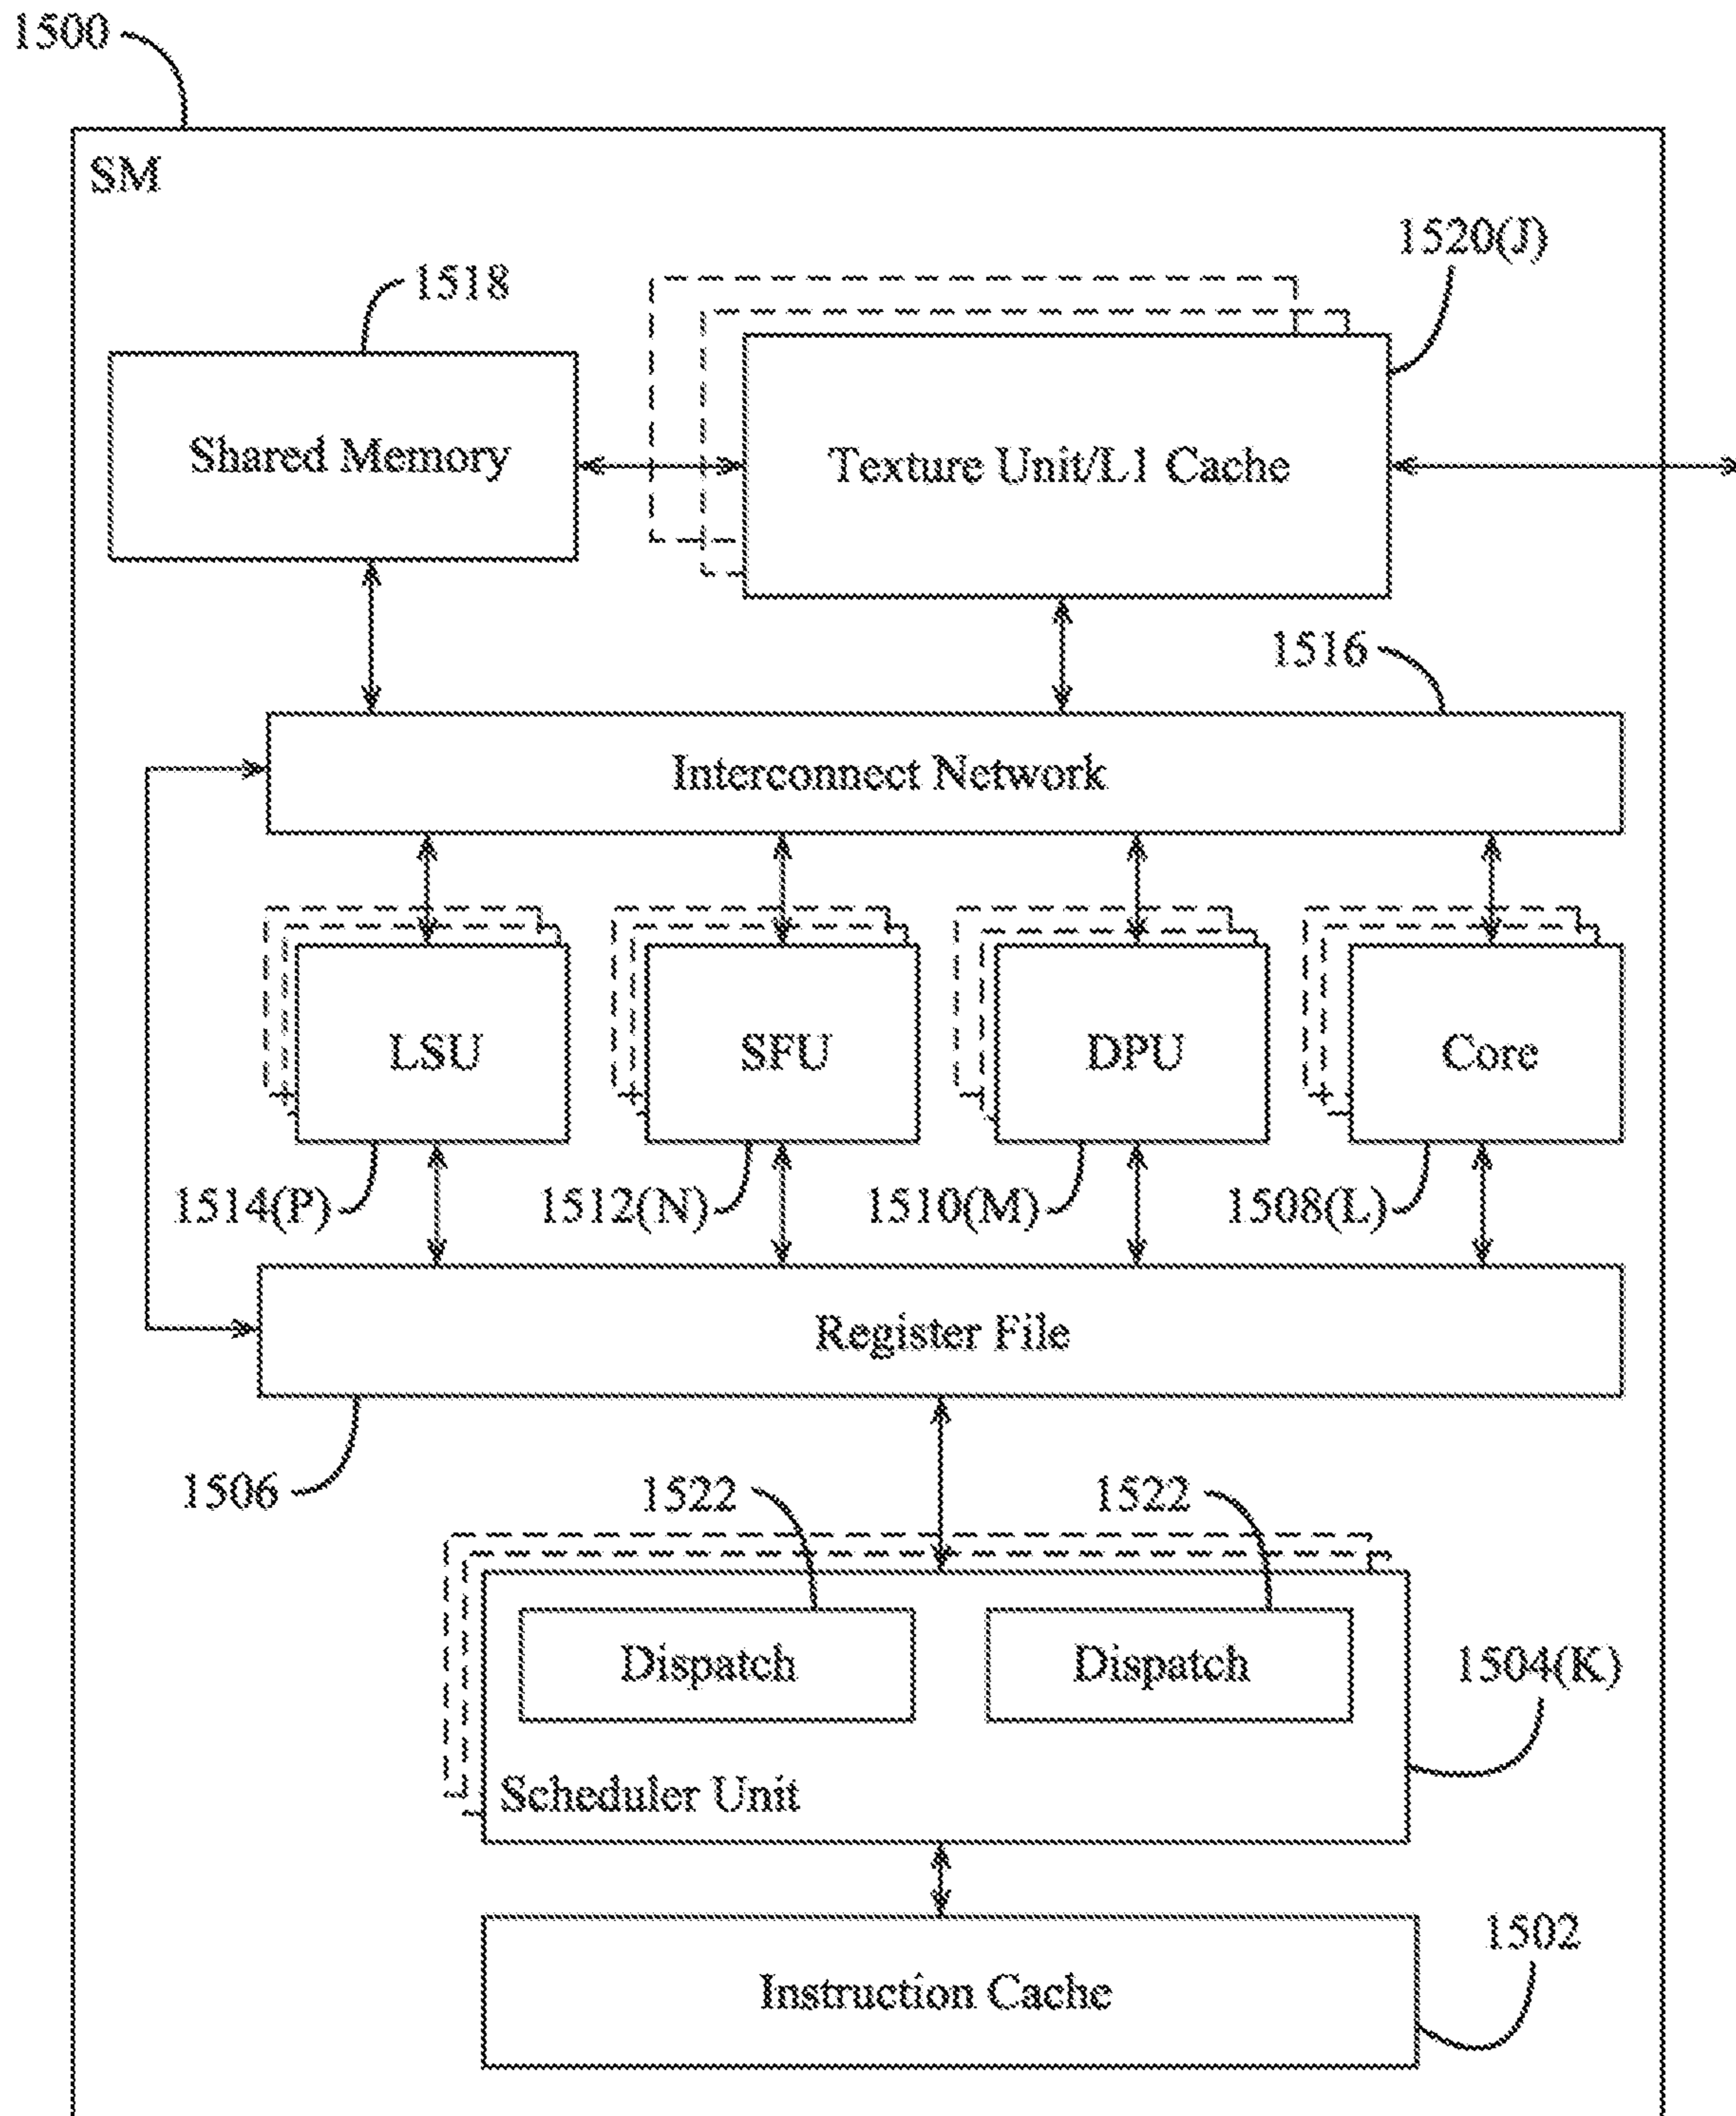 1500
SM
1520(J)
1518
Shared Memory
Texture Unit/L1 Cache
1516
Interconnect Network
LSU
SFU
DPU
Core
1514(P)
1512(N)
1510(M)
1508(L)
Register File
1506
1522
1522
Dispatch
Dispatch
1504(K)
Scheduler Unit
1502
Instruction Cache